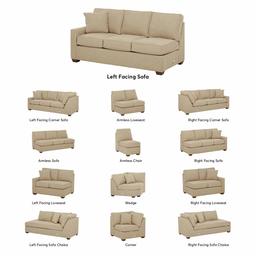 Left Facing Sofa
Left Facing Corner Sofa
Armless Loveseat
Right Facing Corner Sofa
Armless Sofa
Armless Chair
Right Facing Sofa
Left Facing Loveseat
Wedge
Right Facing Loveseat
Left Facing Sofa Chaise
Corner
Right Facing Sofa Chaise